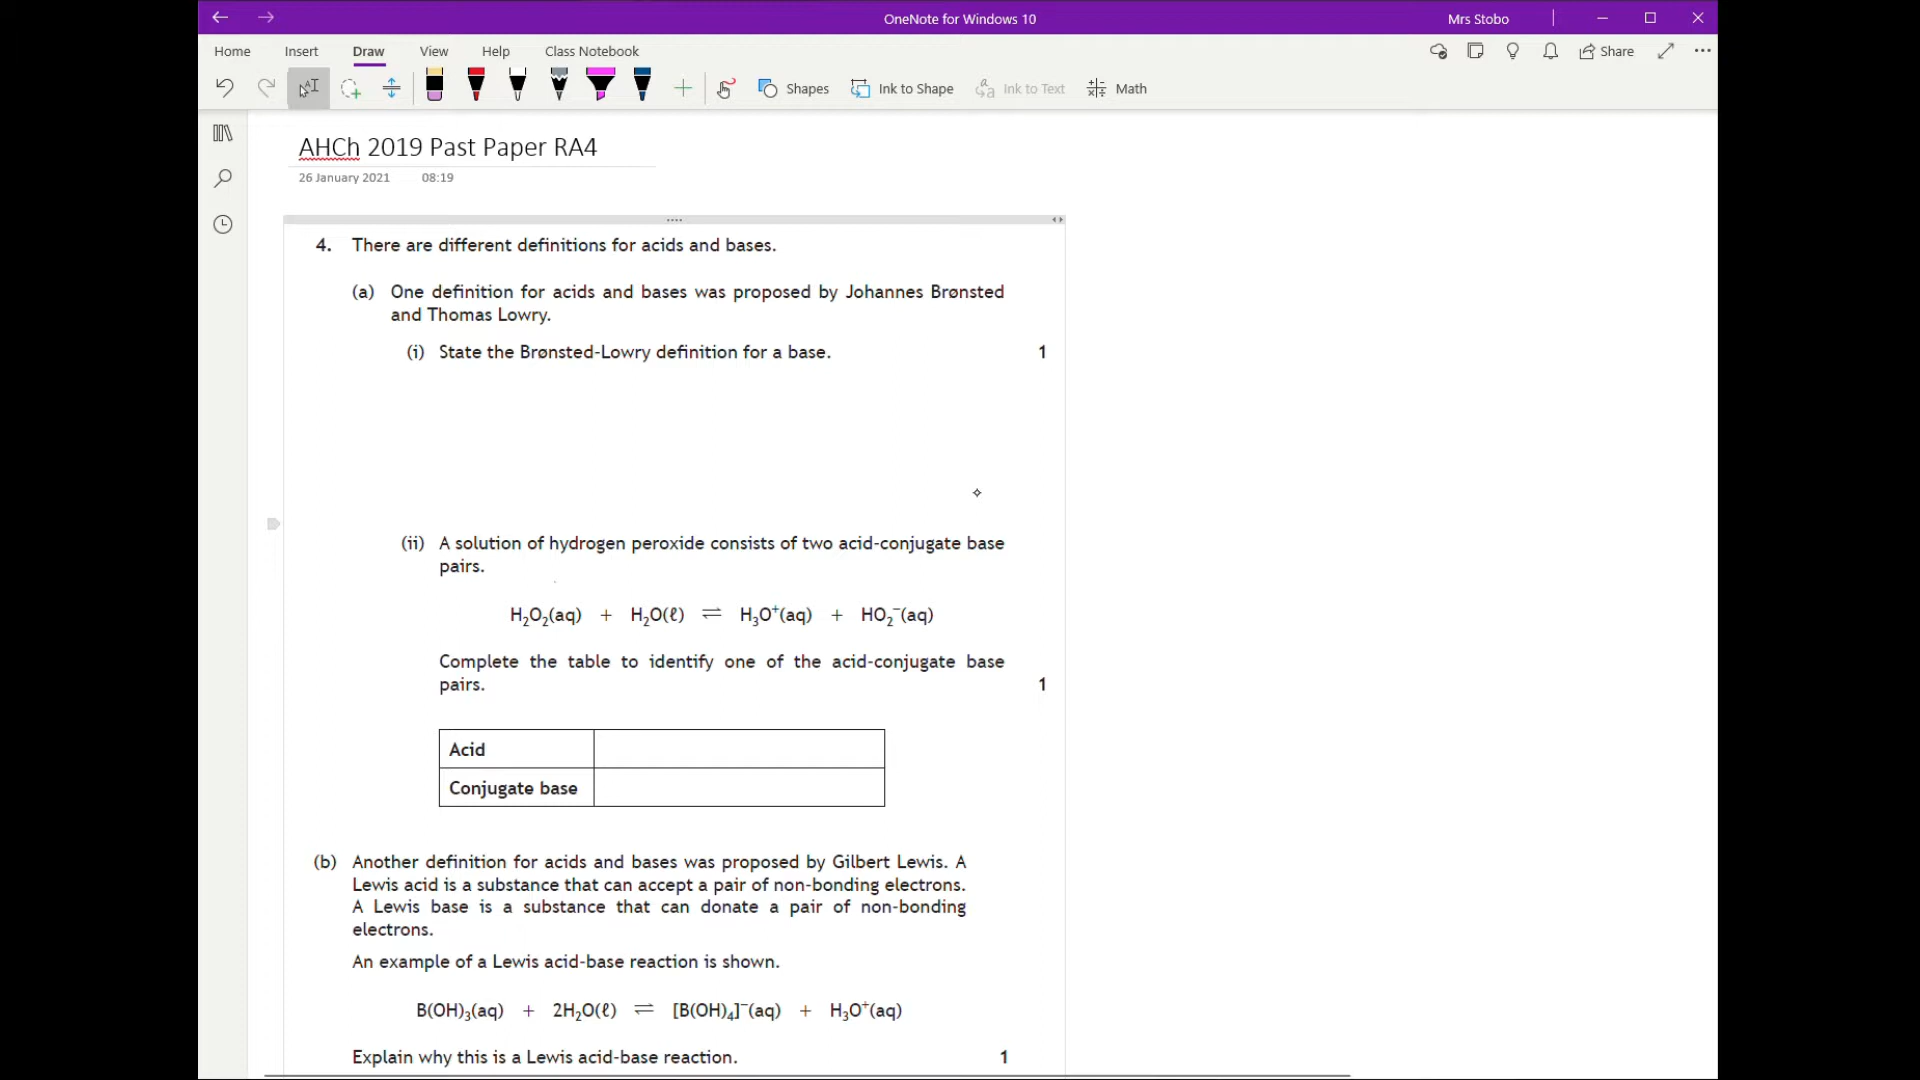 OneNote for Windows 10
Mrs Stobo
Home Insert Draw View Help Class Notebook
Share
Shapes Ink to Shape Ink to Text Math
AHCh 2019 Past Paper RA4
26 January 2021 08:19
4. There are different definitions for acids and bases.
(a) One definition for acids and bases was proposed by Johannes Brønsted
and Thomas Lowry.
(i) State the Brønsted-Lowry definition for a base. 1
(ii) A solution of hydrogen peroxide consists of two acid-conjugate base
pairs.
H₂O₂(aq) + H₂O(ℓ) ⇌ H₃O⁺(aq) + HO₂⁻(aq)
Complete the table to identify one of the acid-conjugate base
pairs. 1
Acid
Conjugate base
(b) Another definition for acids and bases was proposed by Gilbert Lewis. A
Lewis acid is a substance that can accept a pair of non-bonding electrons.
A Lewis base is a substance that can donate a pair of non-bonding
electrons.
An example of a Lewis acid-base reaction is shown.
B(OH)₃(aq) + 2H₂O(ℓ) ⇌ [B(OH)₄]⁻(aq) + H₃O⁺(aq)
Explain why this is a Lewis acid-base reaction. 1